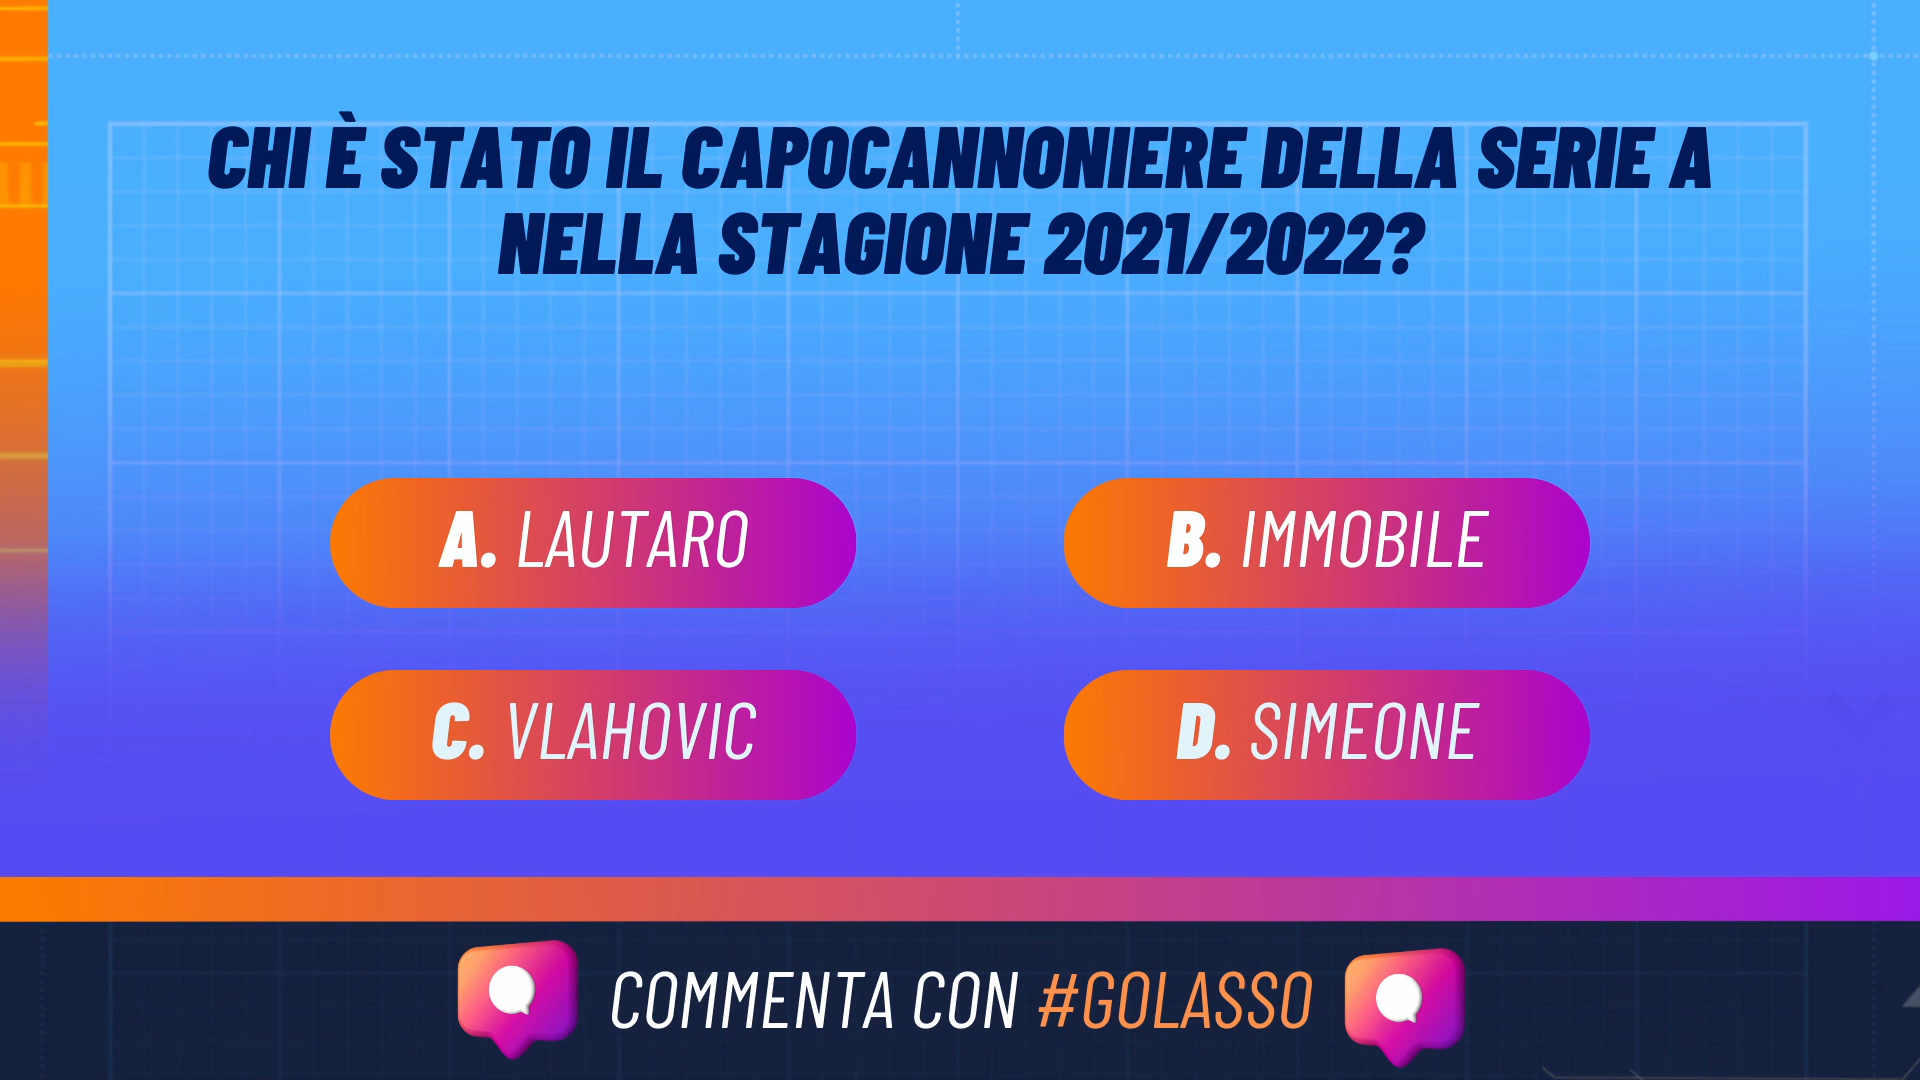 CHI È STATO IL CAPOCANNONIERE DELLA SERIE A
NELLA STAGIONE 2021/2022?
A. LAUTARO
B. IMMOBILE
C. VLAHOVIC
D. SIMEONE
COMMENTA CON #GOLASSO